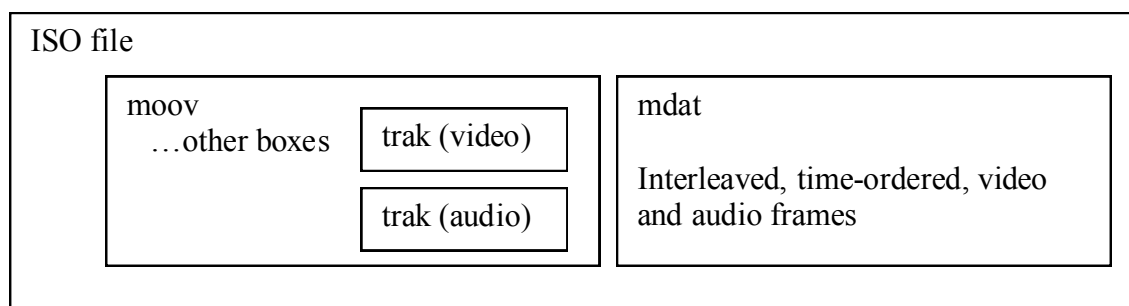 ISO file
moov
…other boxes
trak (video)
trak (audio)
mdat
Interleaved, time-ordered, video
and audio frames